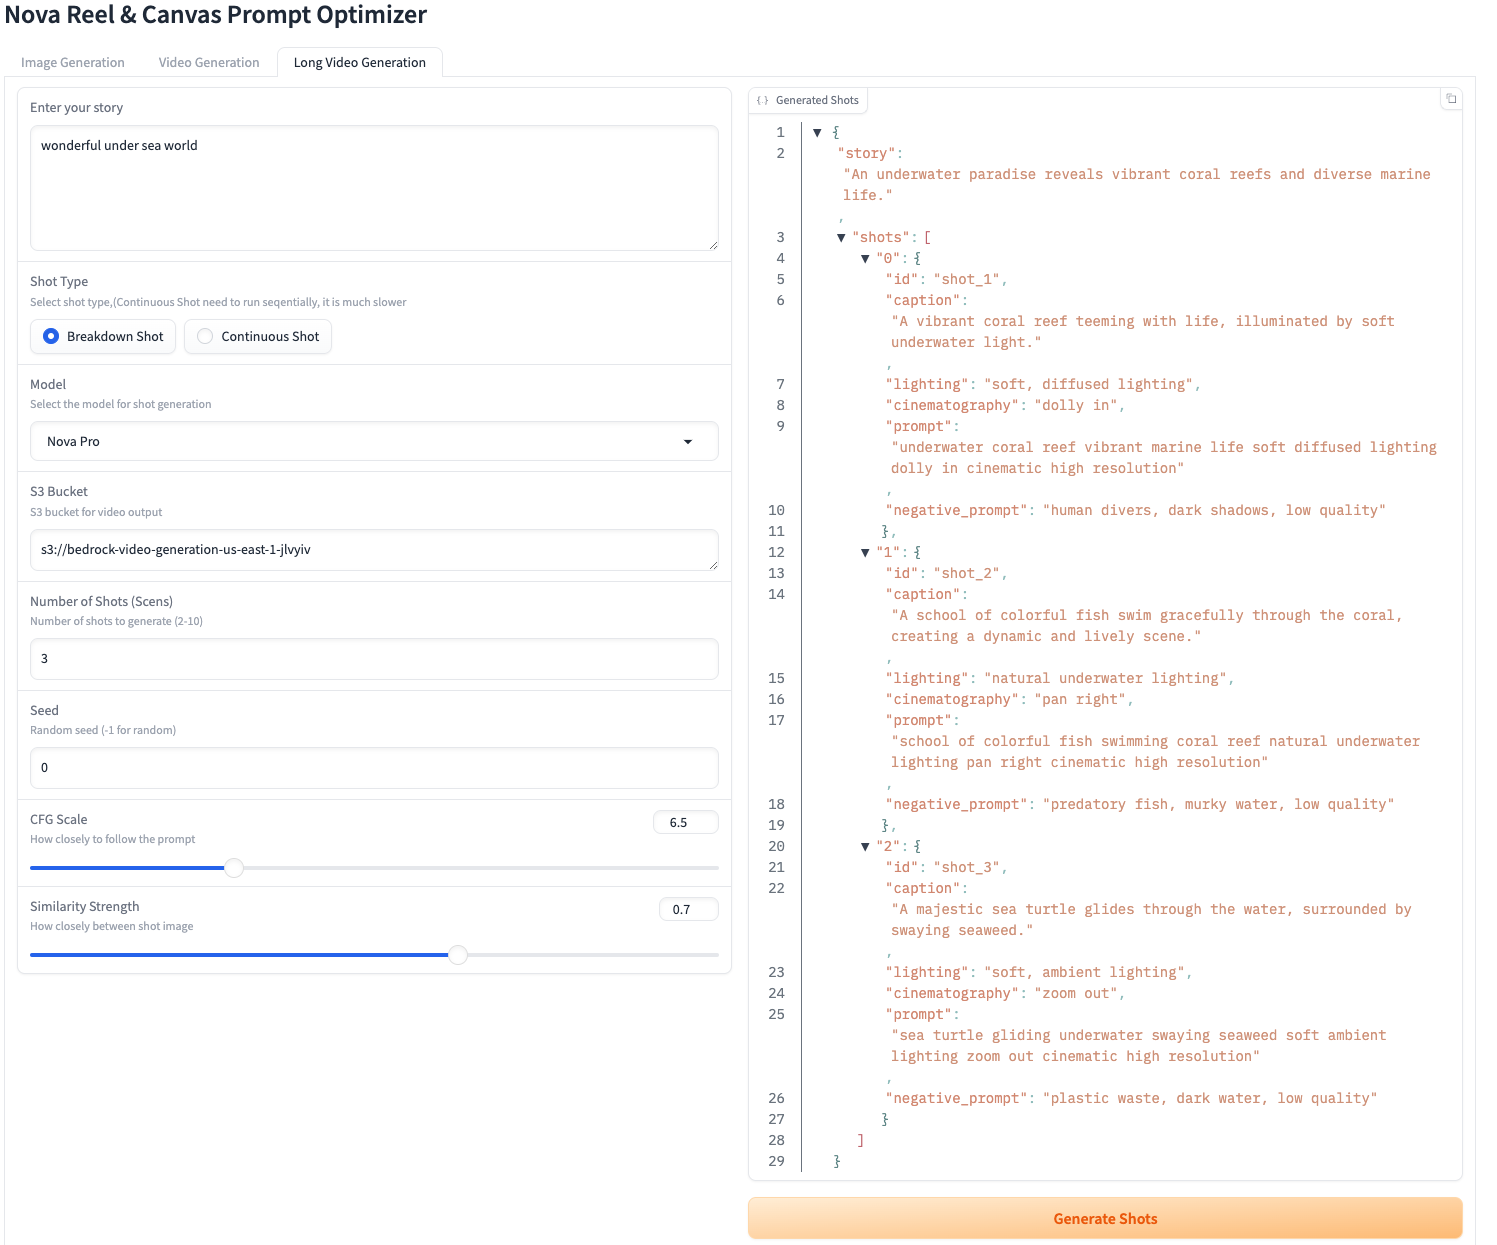 Nova Reel & Canvas Prompt Optimizer
Image Generation
Video Generation
Long Video Generation
Enter your story
wonderful under sea world
Shot Type
Select shot type,(Continuous Shot need to run seqentially, it is much slower
Breakdown Shot
Continuous Shot
Model
Select the model for shot generation
Nova Pro
S3 Bucket
S3 bucket for video output
s3://bedrock-video-generation-us-east-1-jlvyiv
Number of Shots (Scens)
Number of shots to generate (2-10)
3
Seed
Random seed (-1 for random)
0
CFG Scale
6.5
How closely to follow the prompt
Similarity Strength
0.7
How closely between shot image
{ } Generated Shots
1 ▼ {
2 "story":
"An underwater paradise reveals vibrant coral reefs and diverse marine
life."
,
3 ▼ "shots": [
4 ▼ "0": {
5 "id": "shot_1",
6 "caption":
"A vibrant coral reef teeming with life, illuminated by soft
underwater light."
,
7 "lighting": "soft, diffused lighting",
8 "cinematography": "dolly in",
9 "prompt":
"underwater coral reef vibrant marine life soft diffused lighting
dolly in cinematic high resolution"
,
10 "negative_prompt": "human divers, dark shadows, low quality"
11 },
12 ▼ "1": {
13 "id": "shot_2",
14 "caption":
"A school of colorful fish swim gracefully through the coral,
creating a dynamic and lively scene."
,
15 "lighting": "natural underwater lighting",
16 "cinematography": "pan right",
17 "prompt":
"school of colorful fish swimming coral reef natural underwater
lighting pan right cinematic high resolution"
,
18 "negative_prompt": "predatory fish, murky water, low quality"
19 },
20 ▼ "2": {
21 "id": "shot_3",
22 "caption":
"A majestic sea turtle glides through the water, surrounded by
swaying seaweed."
,
23 "lighting": "soft, ambient lighting",
24 "cinematography": "zoom out",
25 "prompt":
"sea turtle gliding underwater swaying seaweed soft ambient
lighting zoom out cinematic high resolution"
,
26 "negative_prompt": "plastic waste, dark water, low quality"
27 }
28 ]
29 }
Generate Shots